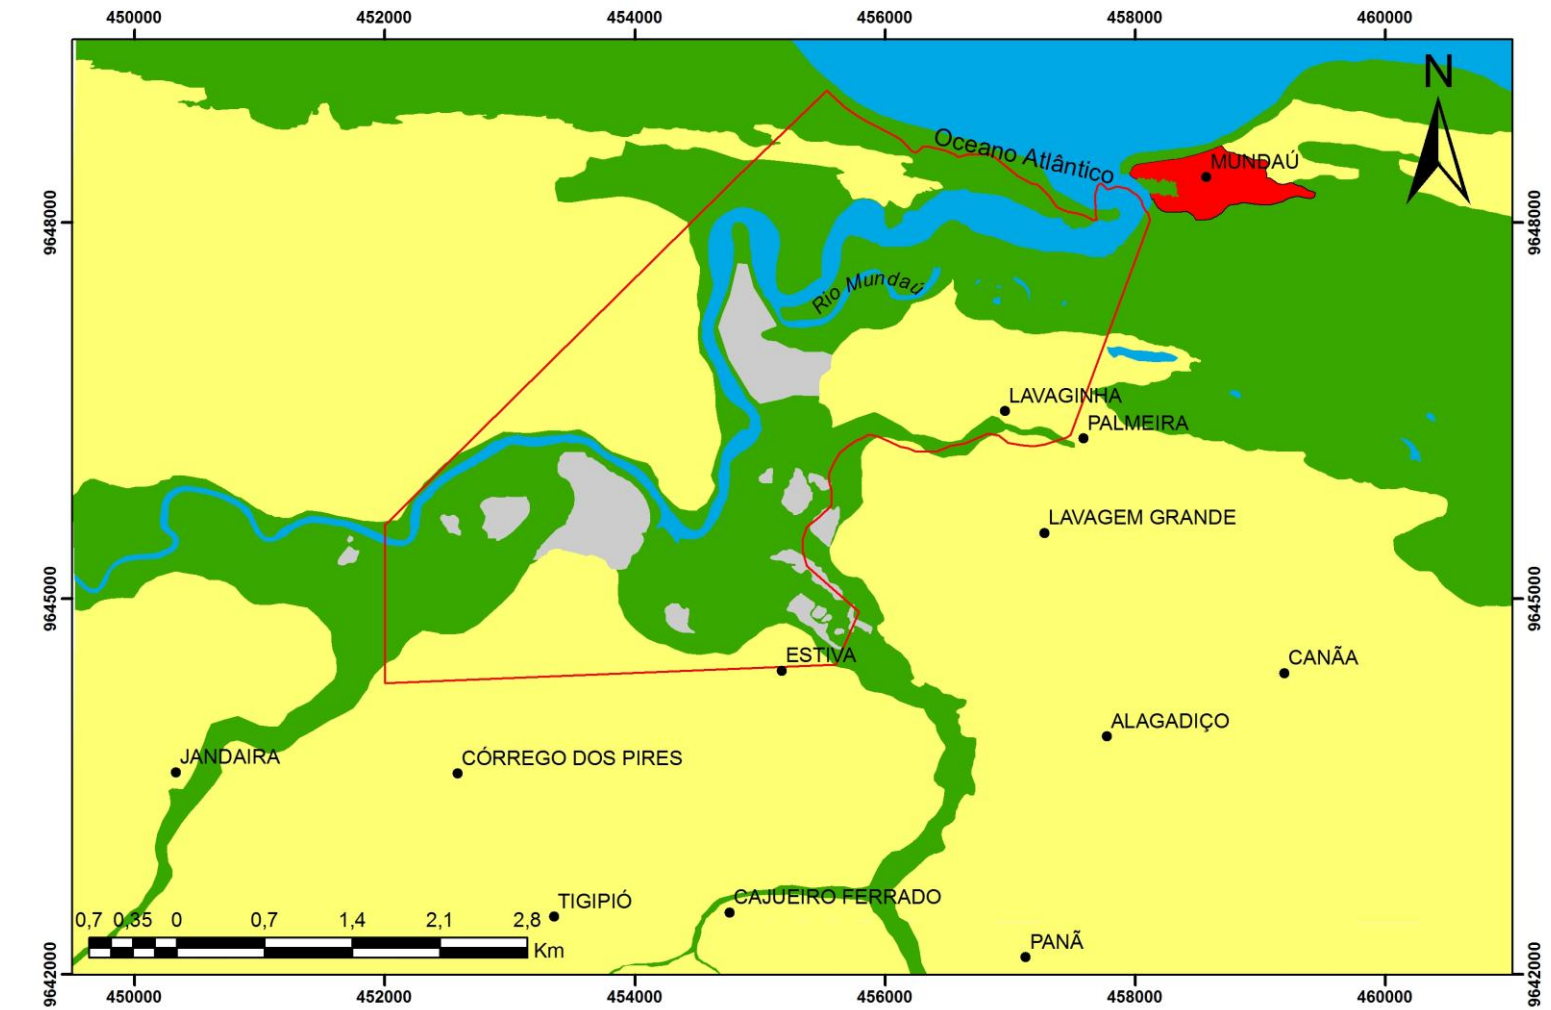 450000 452000 454000 456000 458000 460000
N
Oceano Atlântico
MUNDAÚ
9648000 9648000
Rio Mundaú
LAVAGINHA
PALMEIRA
LAVAGEM GRANDE
9645000 9645000
ESTIVA
CANÃA
ALAGADIÇO
JANDAIRA
CÓRREGO DOS PIRES
TIGIPIÓ
CAJUEIRO FERRADO
0,7 0,35 0 0,7 1,4 2,1 2,8
Km
PANÃ
9642000 9642000
450000 452000 454000 456000 458000 460000